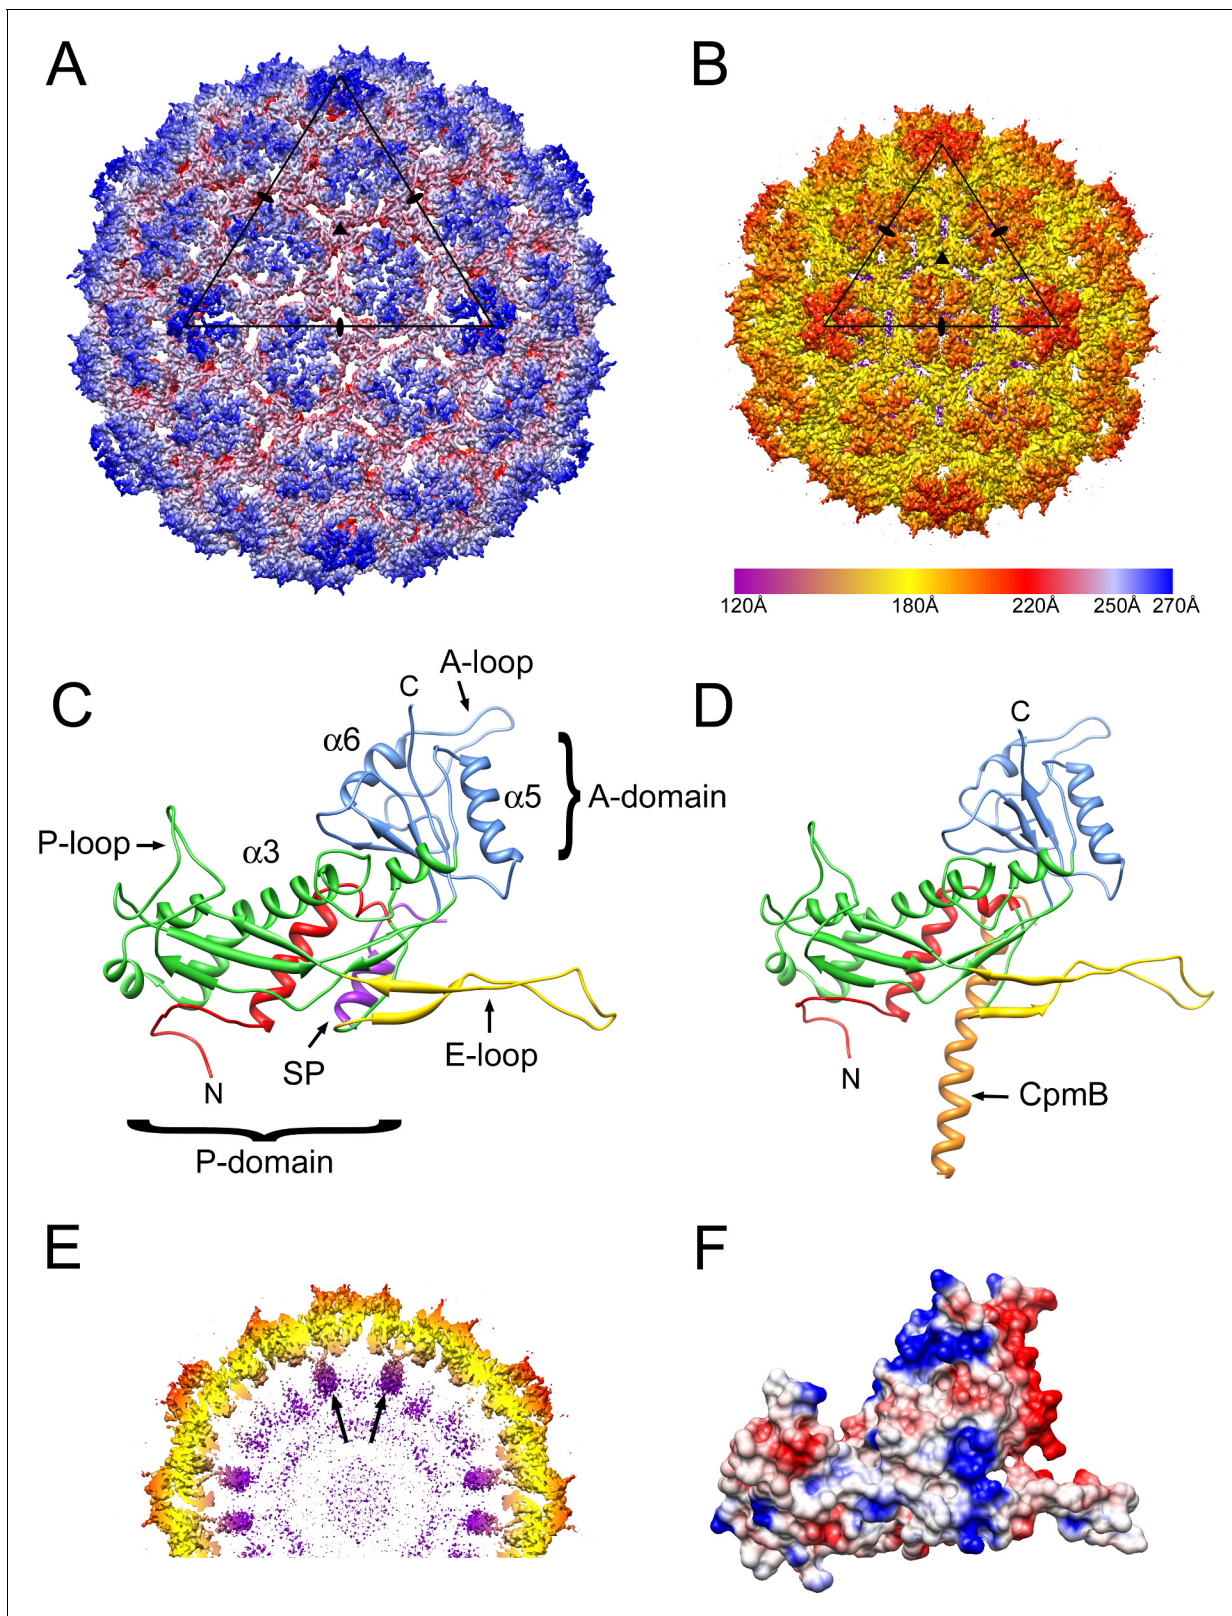 A
B
120Å 180Å 220Å 250Å 270Å
C
A-loop
C
α6
α5
A-domain
P-loop
α3
SP
E-loop
N
P-domain
D
C
N
CpmB
E
F